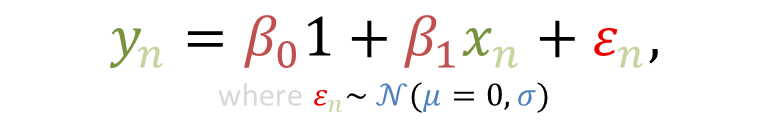 yₙ = β₀1 + β₁xₙ + εₙ,
where εₙ~ 𝒩(μ = 0, σ)